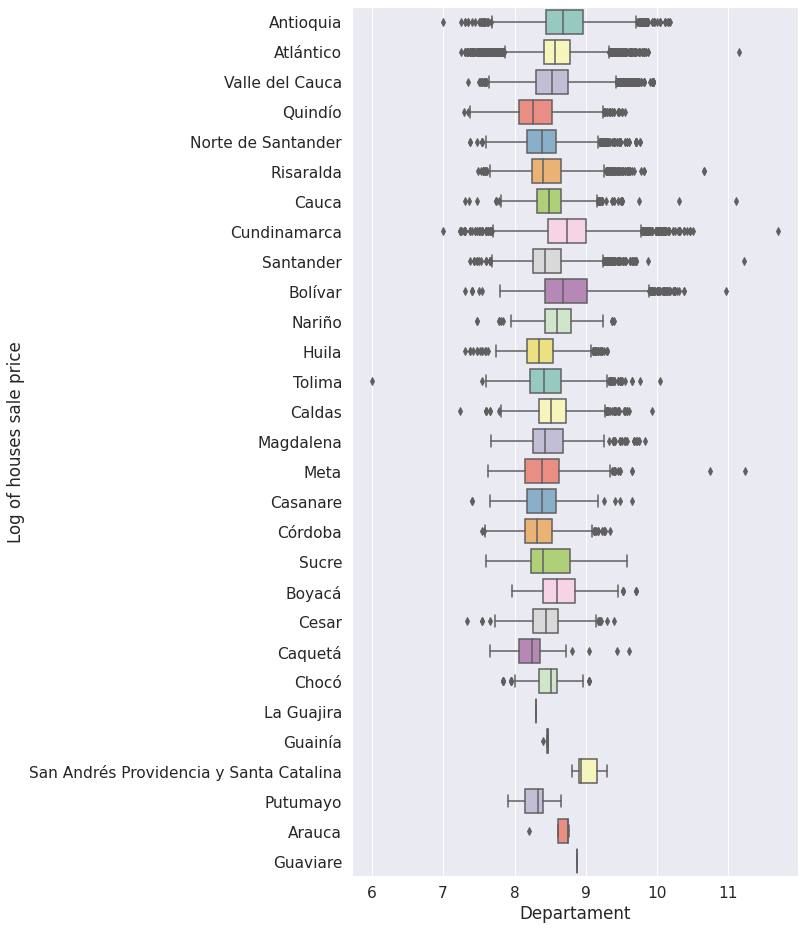 Antioquia
Atlántico
Valle del Cauca
Quindío
Norte de Santander
Risaralda
Cauca
Cundinamarca
Santander
Bolívar
Nariño
Huila
Tolima
Caldas
Magdalena
Meta
Casanare
Córdoba
Sucre
Boyacá
Cesar
Caquetá
Chocó
La Guajira
Guainía
San Andrés Providencia y Santa Catalina
Putumayo
Arauca
Guaviare
Log of houses sale price
6 7 8 9 10 11
Departament